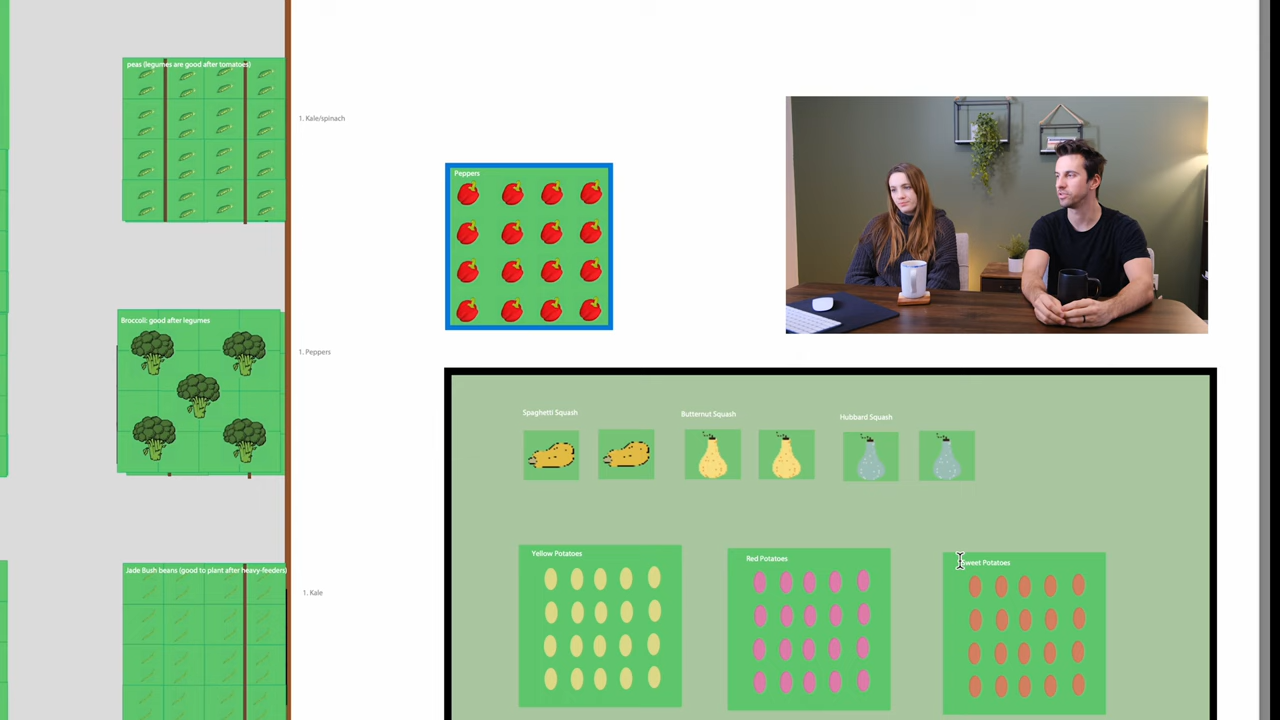 peas (legumes are good after tomatoes)
1. Kale/spinach
Peppers
Broccoli: good after legumes
1. Peppers
Spaghetti Squash
Butternut Squash
Hubbard Squash
Yellow Potatoes
Red Potatoes
Sweet Potatoes
Jade Bush beans (good to plant after heavy-feeders)
1. Kale